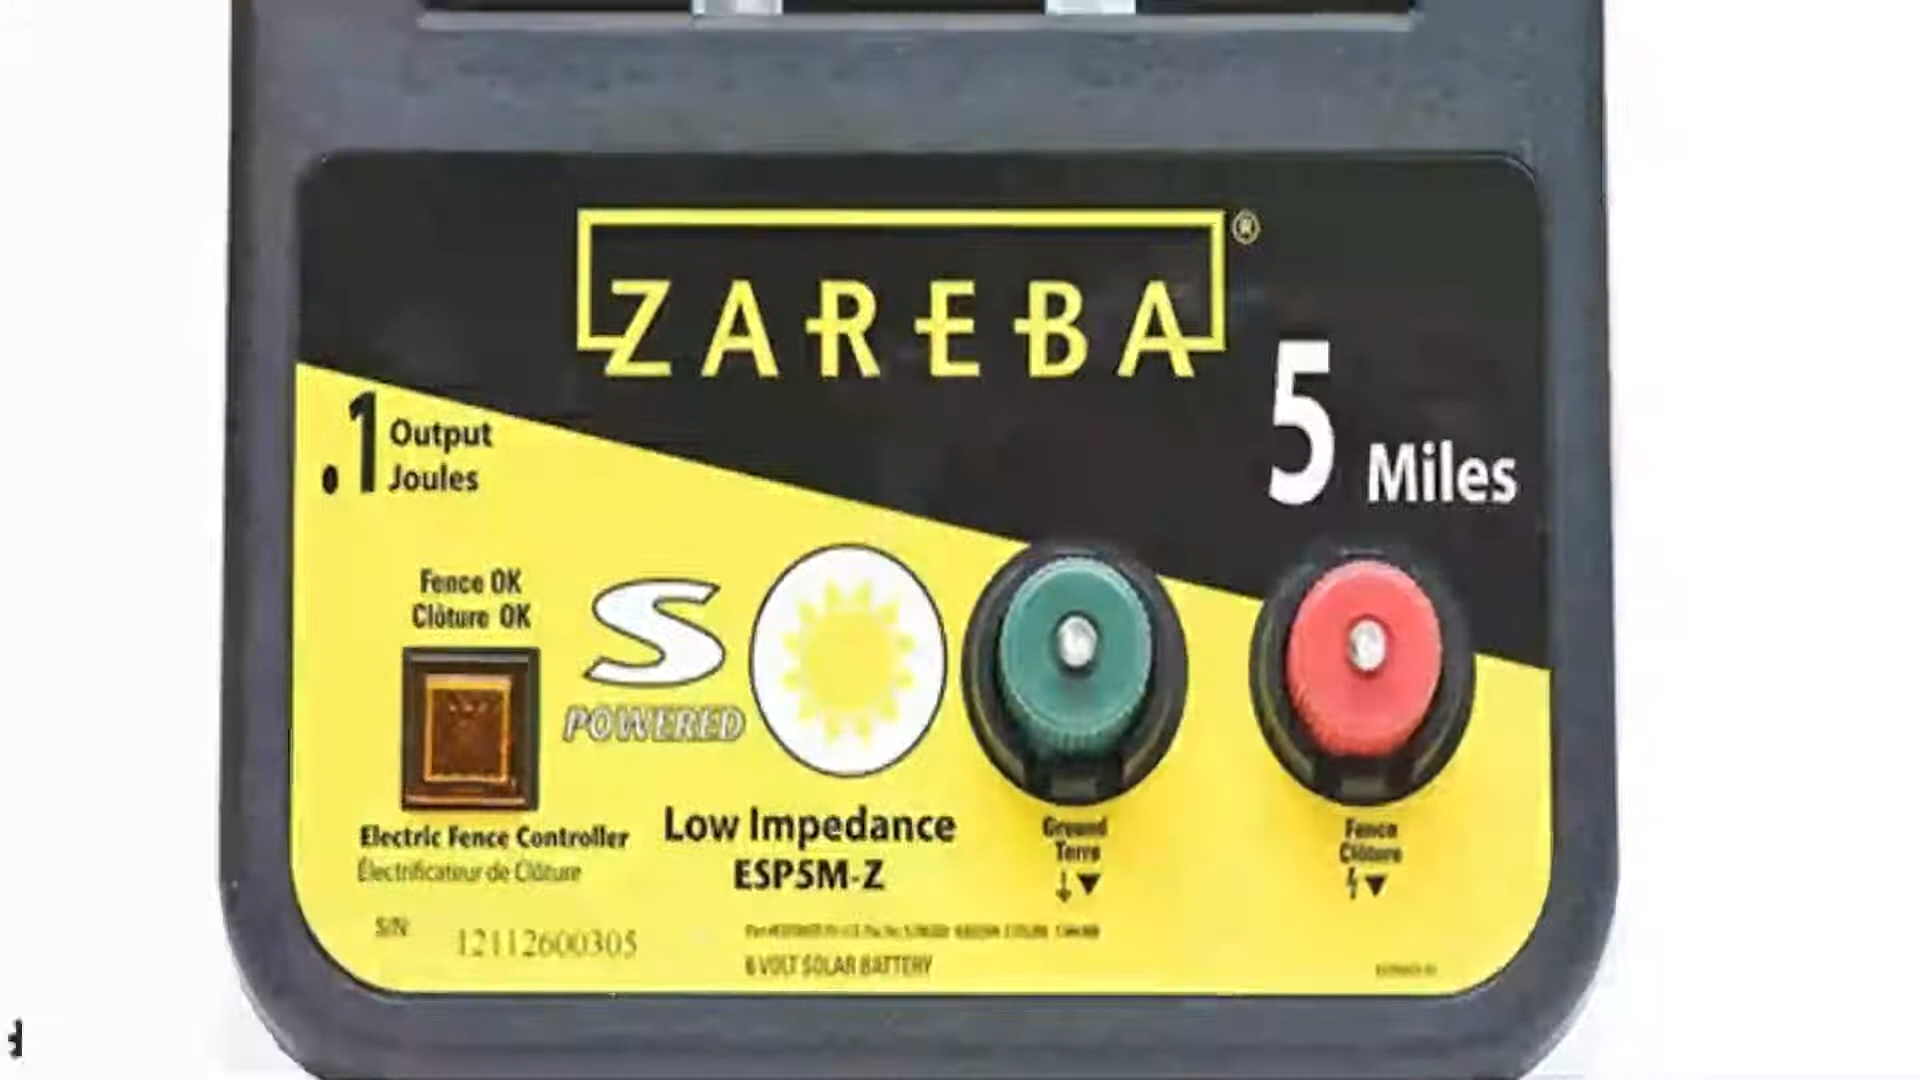 ZAREBA®
.1 Output
Joules
5 Miles
Fence OK
Clôture OK
S
POWERED
Electric Fence Controller
Électrificateur de Clôture
Low Impedance
ESP5M-Z
Ground
Terre
Fence
Clôture
S/N
12112600305
6 VOLT SOLAR BATTERY